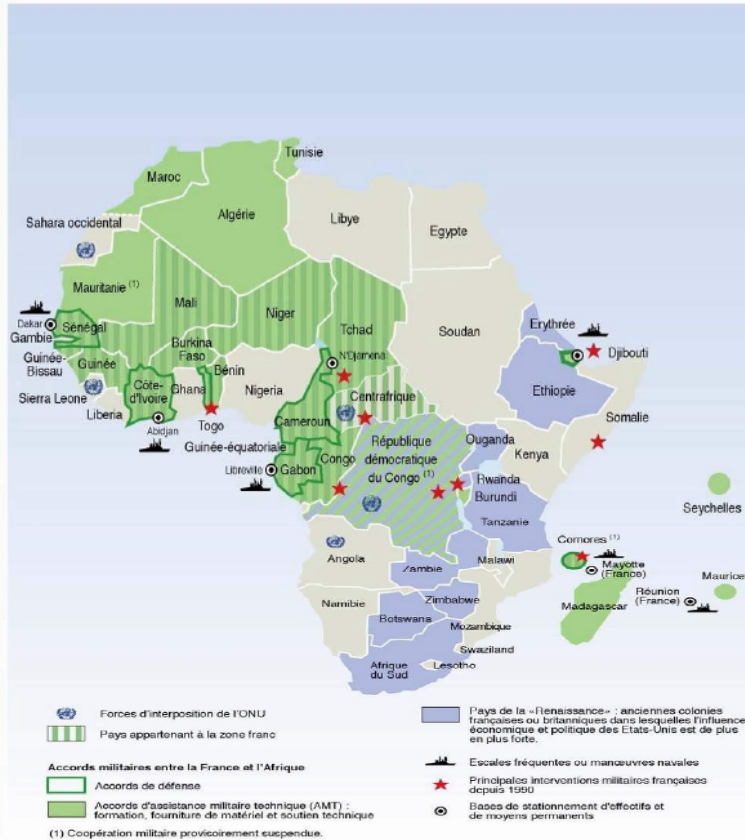 Tunisie
Maroc
Algérie
Libye
Egypte
Sahara occidental
Mauritanie (1)
Mali
Niger
Tchad
Soudan
Erythrée
Dakar
Sénégal
Gambie
Djibouti
Guinée-
Bissau
Guinée
Burkina
Faso
Bénin
N'Djamena
Sierra Leone
Côte-
d'Ivoire
Ghana
Nigeria
Centrafrique
Ethiopie
Liberia
Togo
Abidjan
Cameroun
Somalie
Guinée-équatoriale
Ouganda
Kenya
Libreville
Gabon
Congo
République
démocratique
du Congo (1)
Rwanda
Burundi
Tanzanie
Seychelles
Comores (1)
Angola
Malawi
Mayotte
(France)
Zambie
Maurice
Réunion
(France)
Namibie
Zimbabwe
Madagascar
Botswana
Mozambique
Swaziland
Afrique
du Sud
Lesotho
Forces d'interposition de l'ONU
Pays appartenant à la zone franc
Accords militaires entre la France et l'Afrique
Accords de défense
Accords d'assistance militaire technique (AMT) :
formation, fourniture de matériel et soutien technique
(1) Coopération militaire provisoirement suspendue.
Pays de la «Renaissance» : anciennes colonies
françaises ou britanniques dans lesquelles l'influence
économique et politique des Etats-Unis est de plus
en plus forte.
Escales fréquentes ou manœuvres navales
Principales interventions militaires françaises
depuis 1990
Bases de stationnement d'effectifs et
de moyens permanents